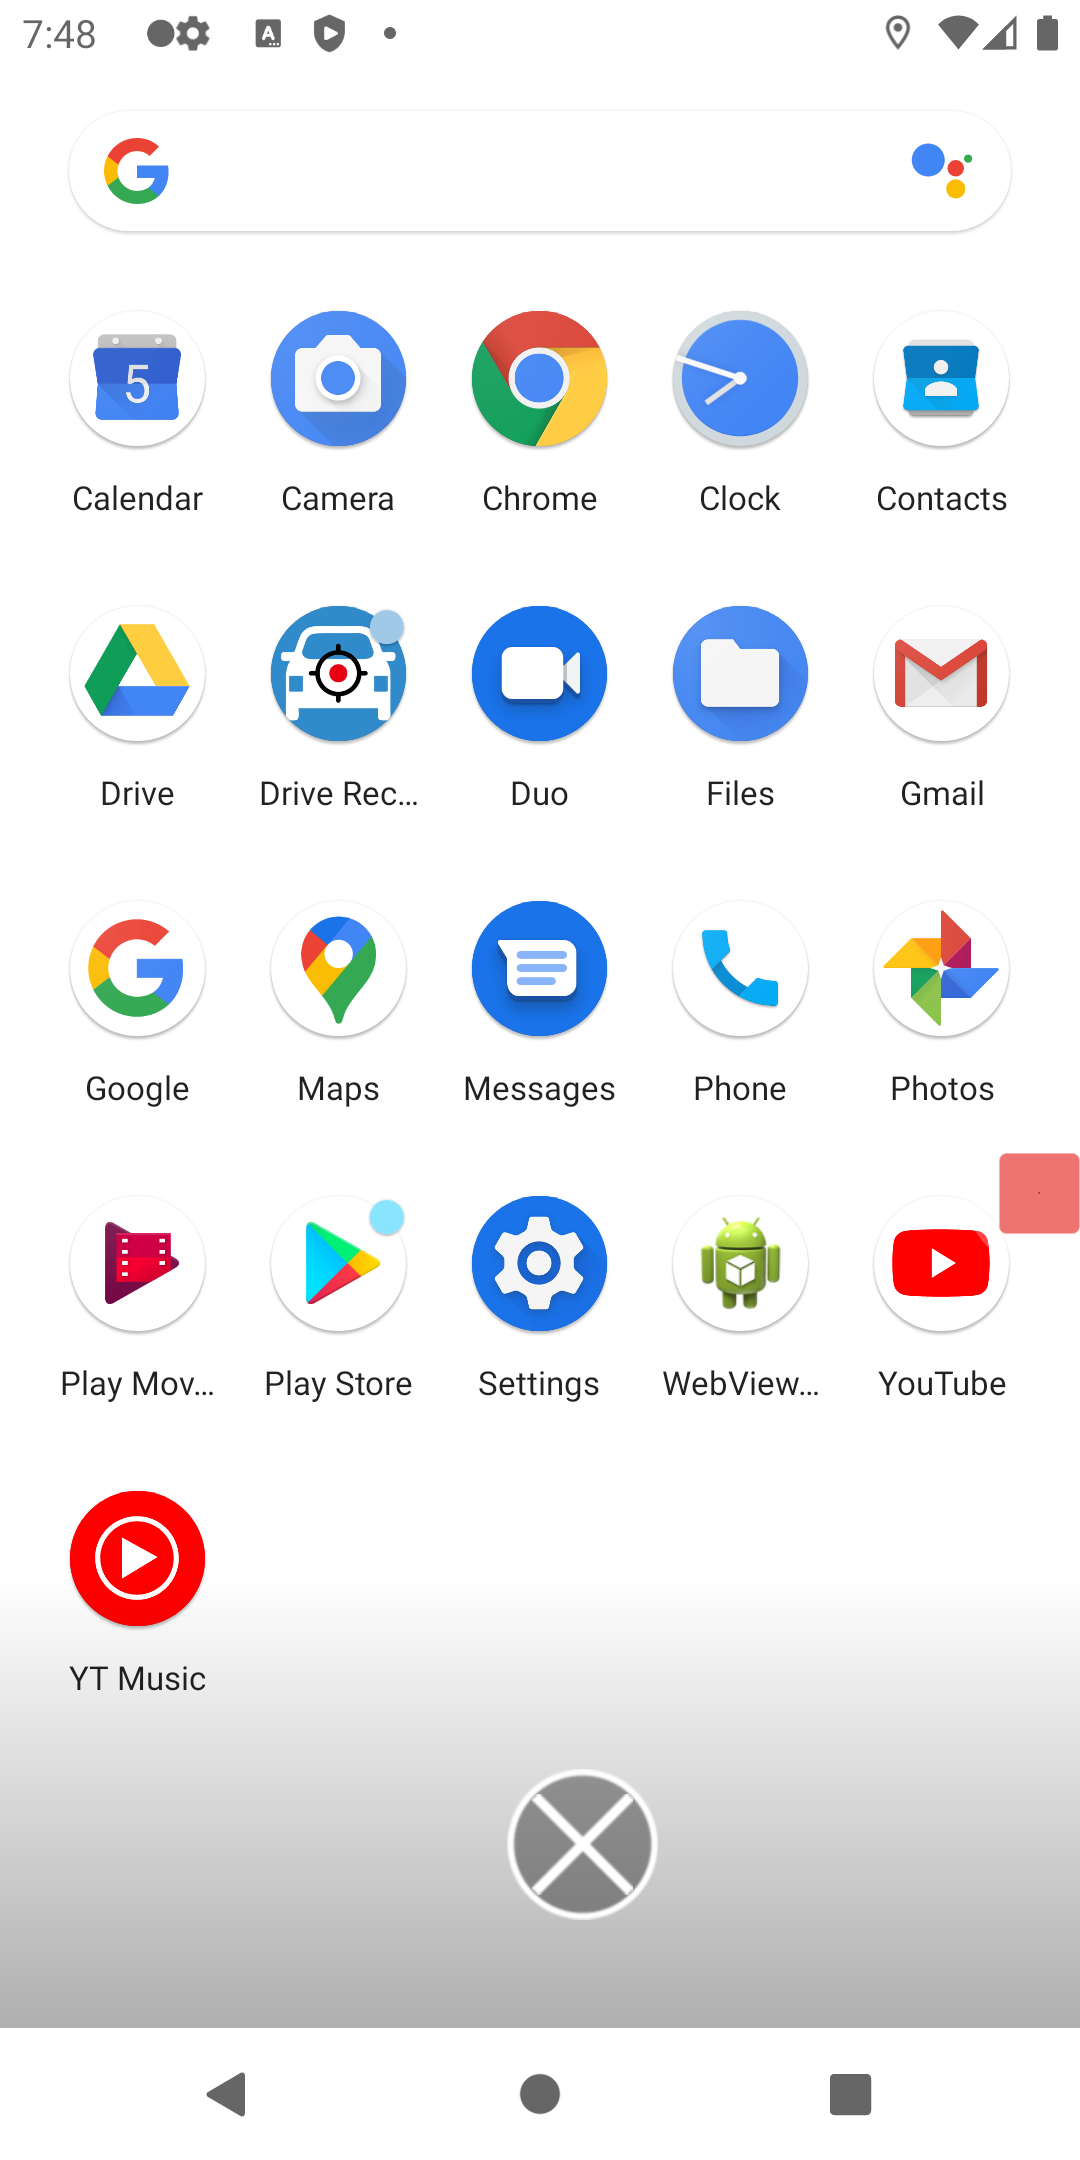 7:48
Calendar Camera Chrome Clock Contacts
Drive Drive Rec... Duo Files Gmail
Google Maps Messages Phone Photos
Play Mov... Play Store Settings WebView... YouTube
YT Music
5
A